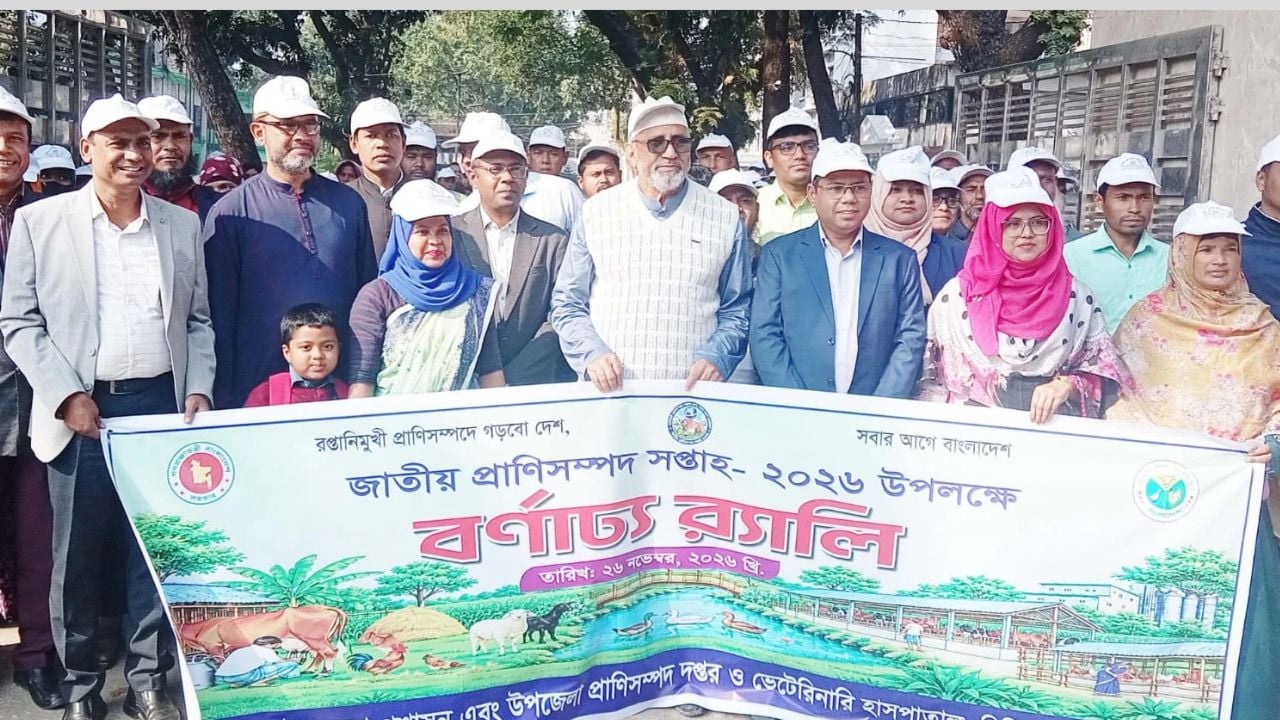 রপ্তানিমুখী প্রাণিসম্পদে গড়বো দেশ,
সবার আগে বাংলাদেশ
জাতীয় প্রাণিসম্পদ সপ্তাহ- ২০২৬ উপলক্ষে
বর্ণাঢ্য র‍্যালি
তারিখ: ২৬ নভেম্বর, ২০২৬ খ্রি.
এবং উপজেলা প্রাণিসম্পদ দপ্তর ও ভেটেরিনারি হাসপাতাল